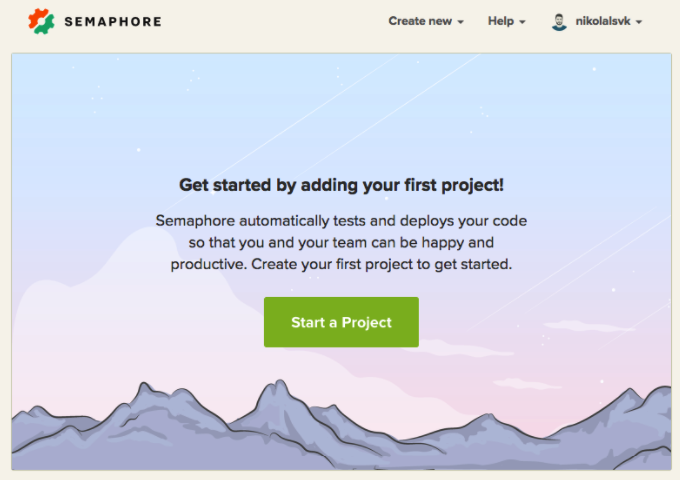 SEMAPHORE
Create new
Help
nikolalsvk
Get started by adding your first project!
Semaphore automatically tests and deploys your code
so that you and your team can be happy and
productive. Create your first project to get started.
Start a Project